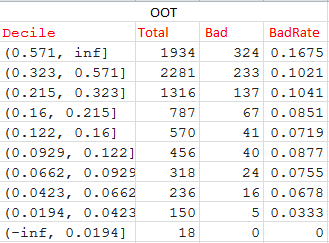 OOT
Decile Total Bad BadRate
(0.571, inf] 1934 324 0.1675
(0.323, 0.571] 2281 233 0.1021
(0.215, 0.323] 1316 137 0.1041
(0.16, 0.215] 787 67 0.0851
(0.122, 0.16] 570 41 0.0719
(0.0929, 0.122] 456 40 0.0877
(0.0662, 0.0929 318 24 0.0755
(0.0423, 0.0662 236 16 0.0678
(0.0194, 0.0423 150 5 0.0333
(-inf, 0.0194] 18 0 0